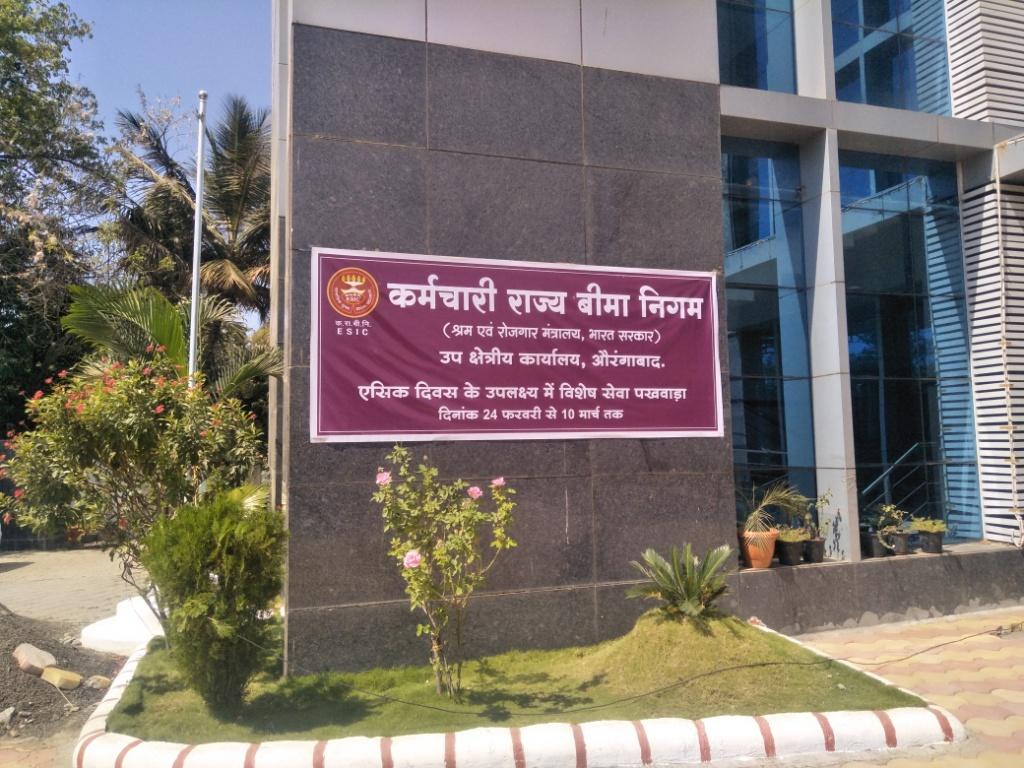 कर्मचारी राज्य बीमा निगम
(श्रम एवं रोजगार मंत्रालय, भारत सरकार)
क.रा.बी.नि.
ESIC
उप क्षेत्रीय कार्यालय, औरंगाबाद.
एसिक दिवस के उपलक्ष्य में विशेष सेवा पखवाड़ा
दिनांक 24 फरवरी से 10 मार्च तक